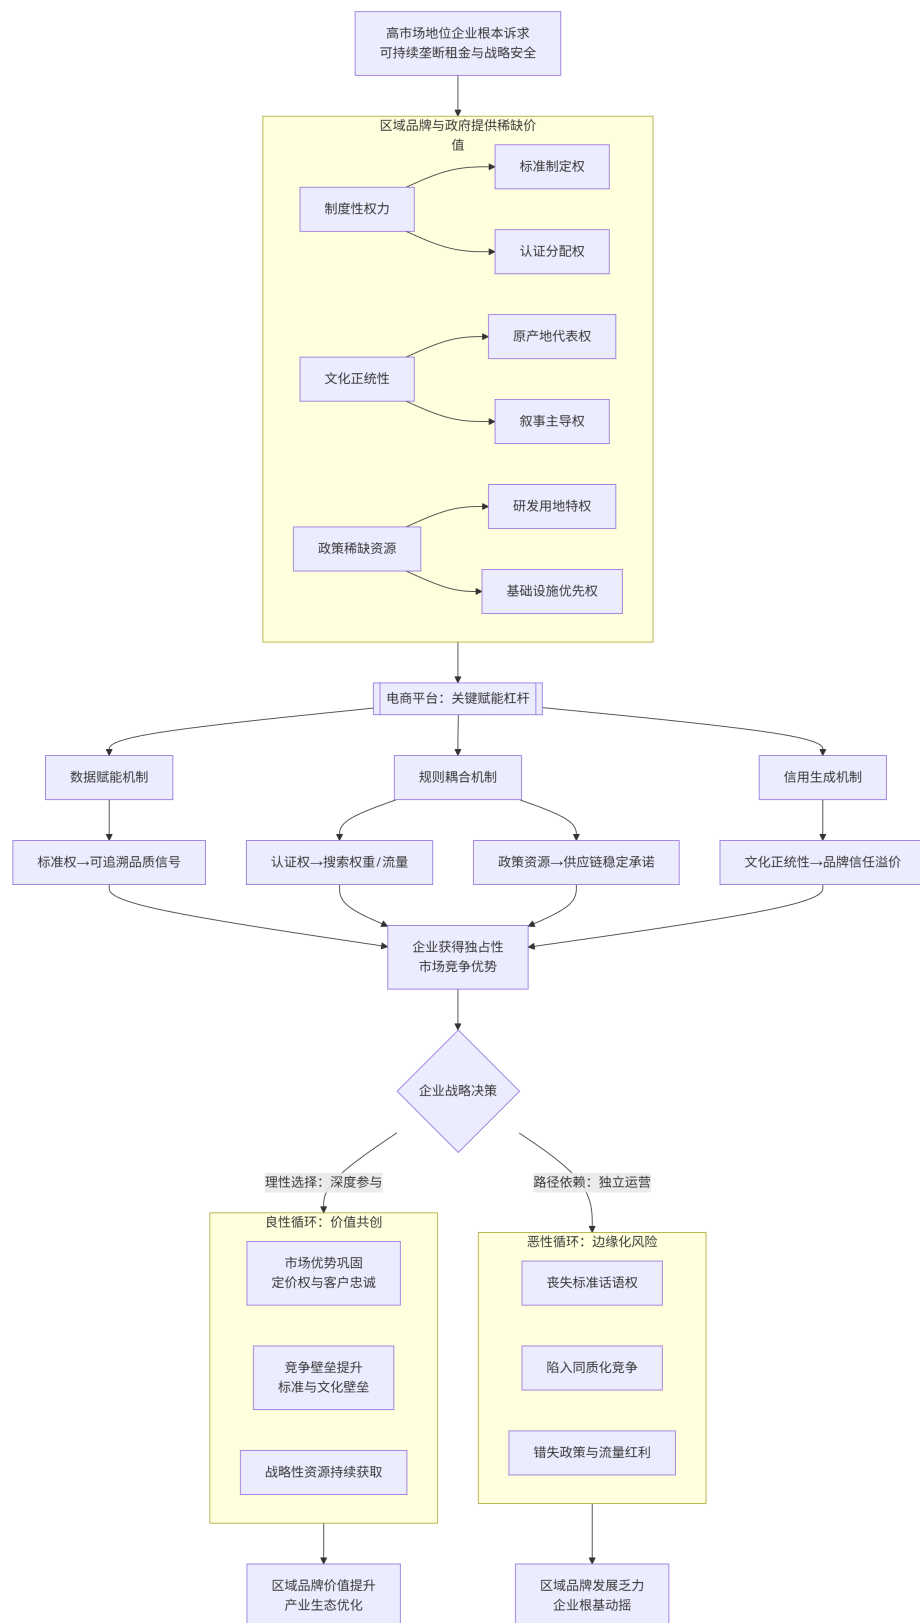 高市场地位企业根本诉求
可持续垄断租金与战略安全
区域品牌与政府提供稀缺价
值
标准制定权
制度性权力
认证分配权
原产地代表权
文化正统性
叙事主导权
研发用地特权
政策稀缺资源
基础设施优先权
电商平台：关键赋能杠杆
数据赋能机制
规则耦合机制
信用生成机制
标准权→可追溯品质信号
认证权→搜索权重/流量
政策资源→供应链稳定承诺
文化正统性→品牌信任溢价
企业获得独占性
市场竞争优势
企业战略决策
理性选择：深度参与
路径依赖：独立运营
良性循环：价值共创
市场优势巩固
定价权与客户忠诚
竞争壁垒提升
标准与文化壁垒
战略性资源持续获取
恶性循环：边缘化风险
丧失标准话语权
陷入同质化竞争
错失政策与流量红利
区域品牌价值提升
产业生态优化
区域品牌发展乏力
企业根基动摇